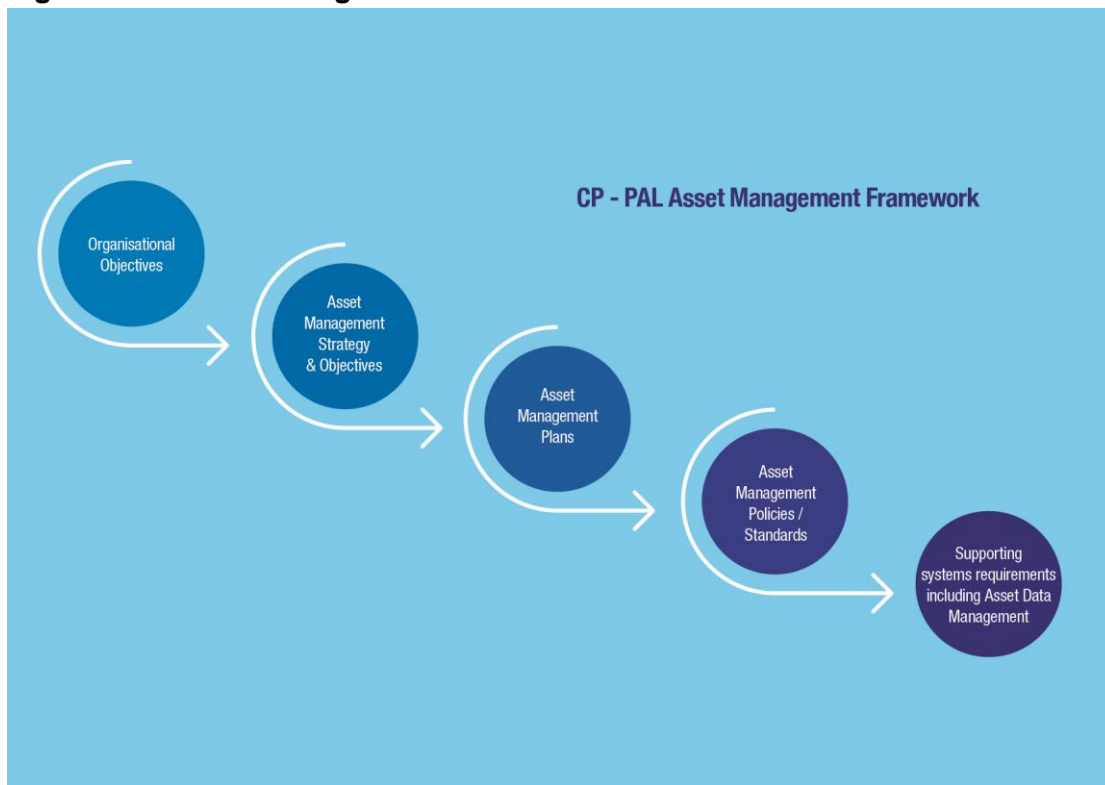 CP - PAL Asset Management Framework
Organisational
Objectives
Asset
Management
Strategy
& Objectives
Asset
Management
Plans
Asset
Management
Policies /
Standards
Supporting
systems requirements
including Asset Data
Management